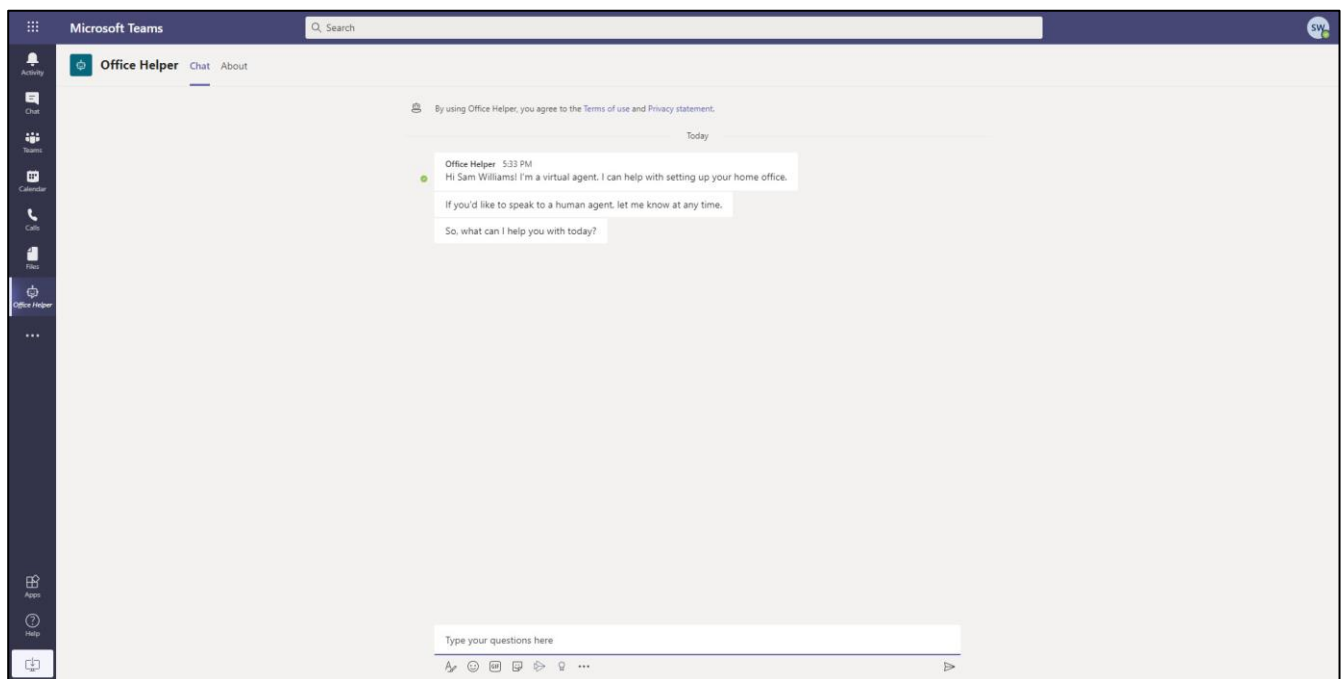 Microsoft Teams
Search
SW
Activity
Chat
Teams
Calendar
Calls
Files
Office Helper
Apps
Help
Office Helper Chat About
By using Office Helper, you agree to the Terms of use and Privacy statement.
Today
Office Helper 5:33 PM
Hi Sam Williams! I'm a virtual agent. I can help with setting up your home office.
If you'd like to speak to a human agent, let me know at any time.
So, what can I help you with today?
Type your questions here
GIF